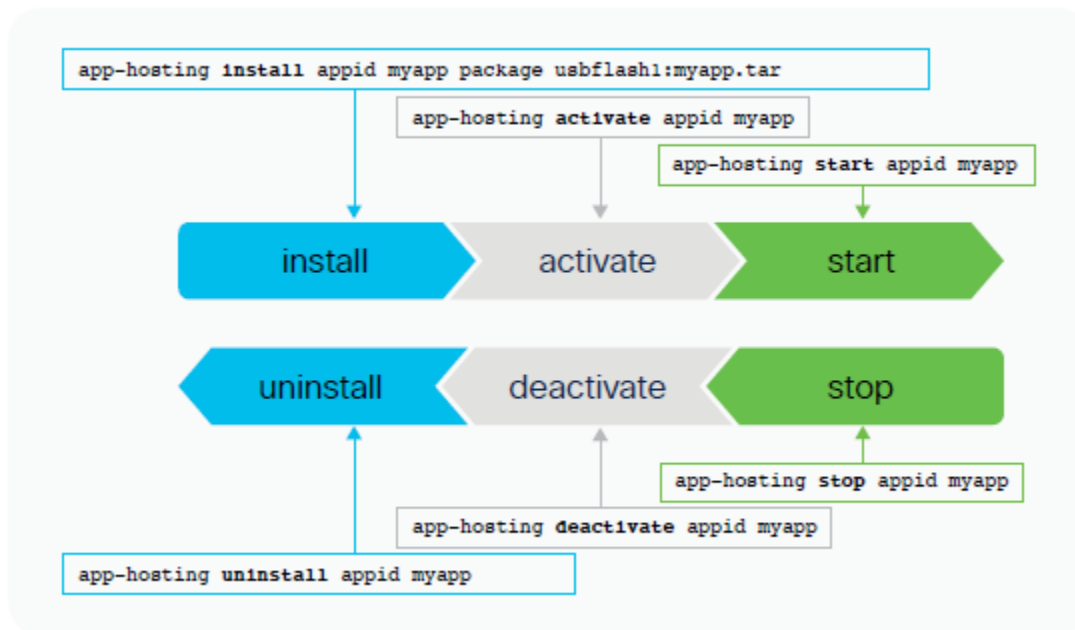 app-hosting install appid myapp package usbflash1:myapp.tar
app-hosting activate appid myapp
app-hosting start appid myapp
install
activate
start
uninstall
deactivate
stop
app-hosting stop appid myapp
app-hosting deactivate appid myapp
app-hosting uninstall appid myapp